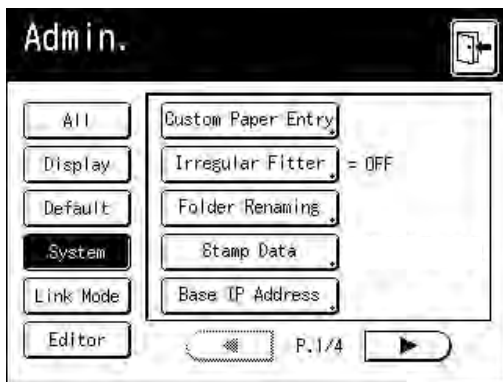 Admin.
All
Display
Default
System
Link Mode
Editor
Custom Paper Entry
Irregular Fitter = OFF
Folder Renaming
Stamp Data
Base IP Address
P.1/4